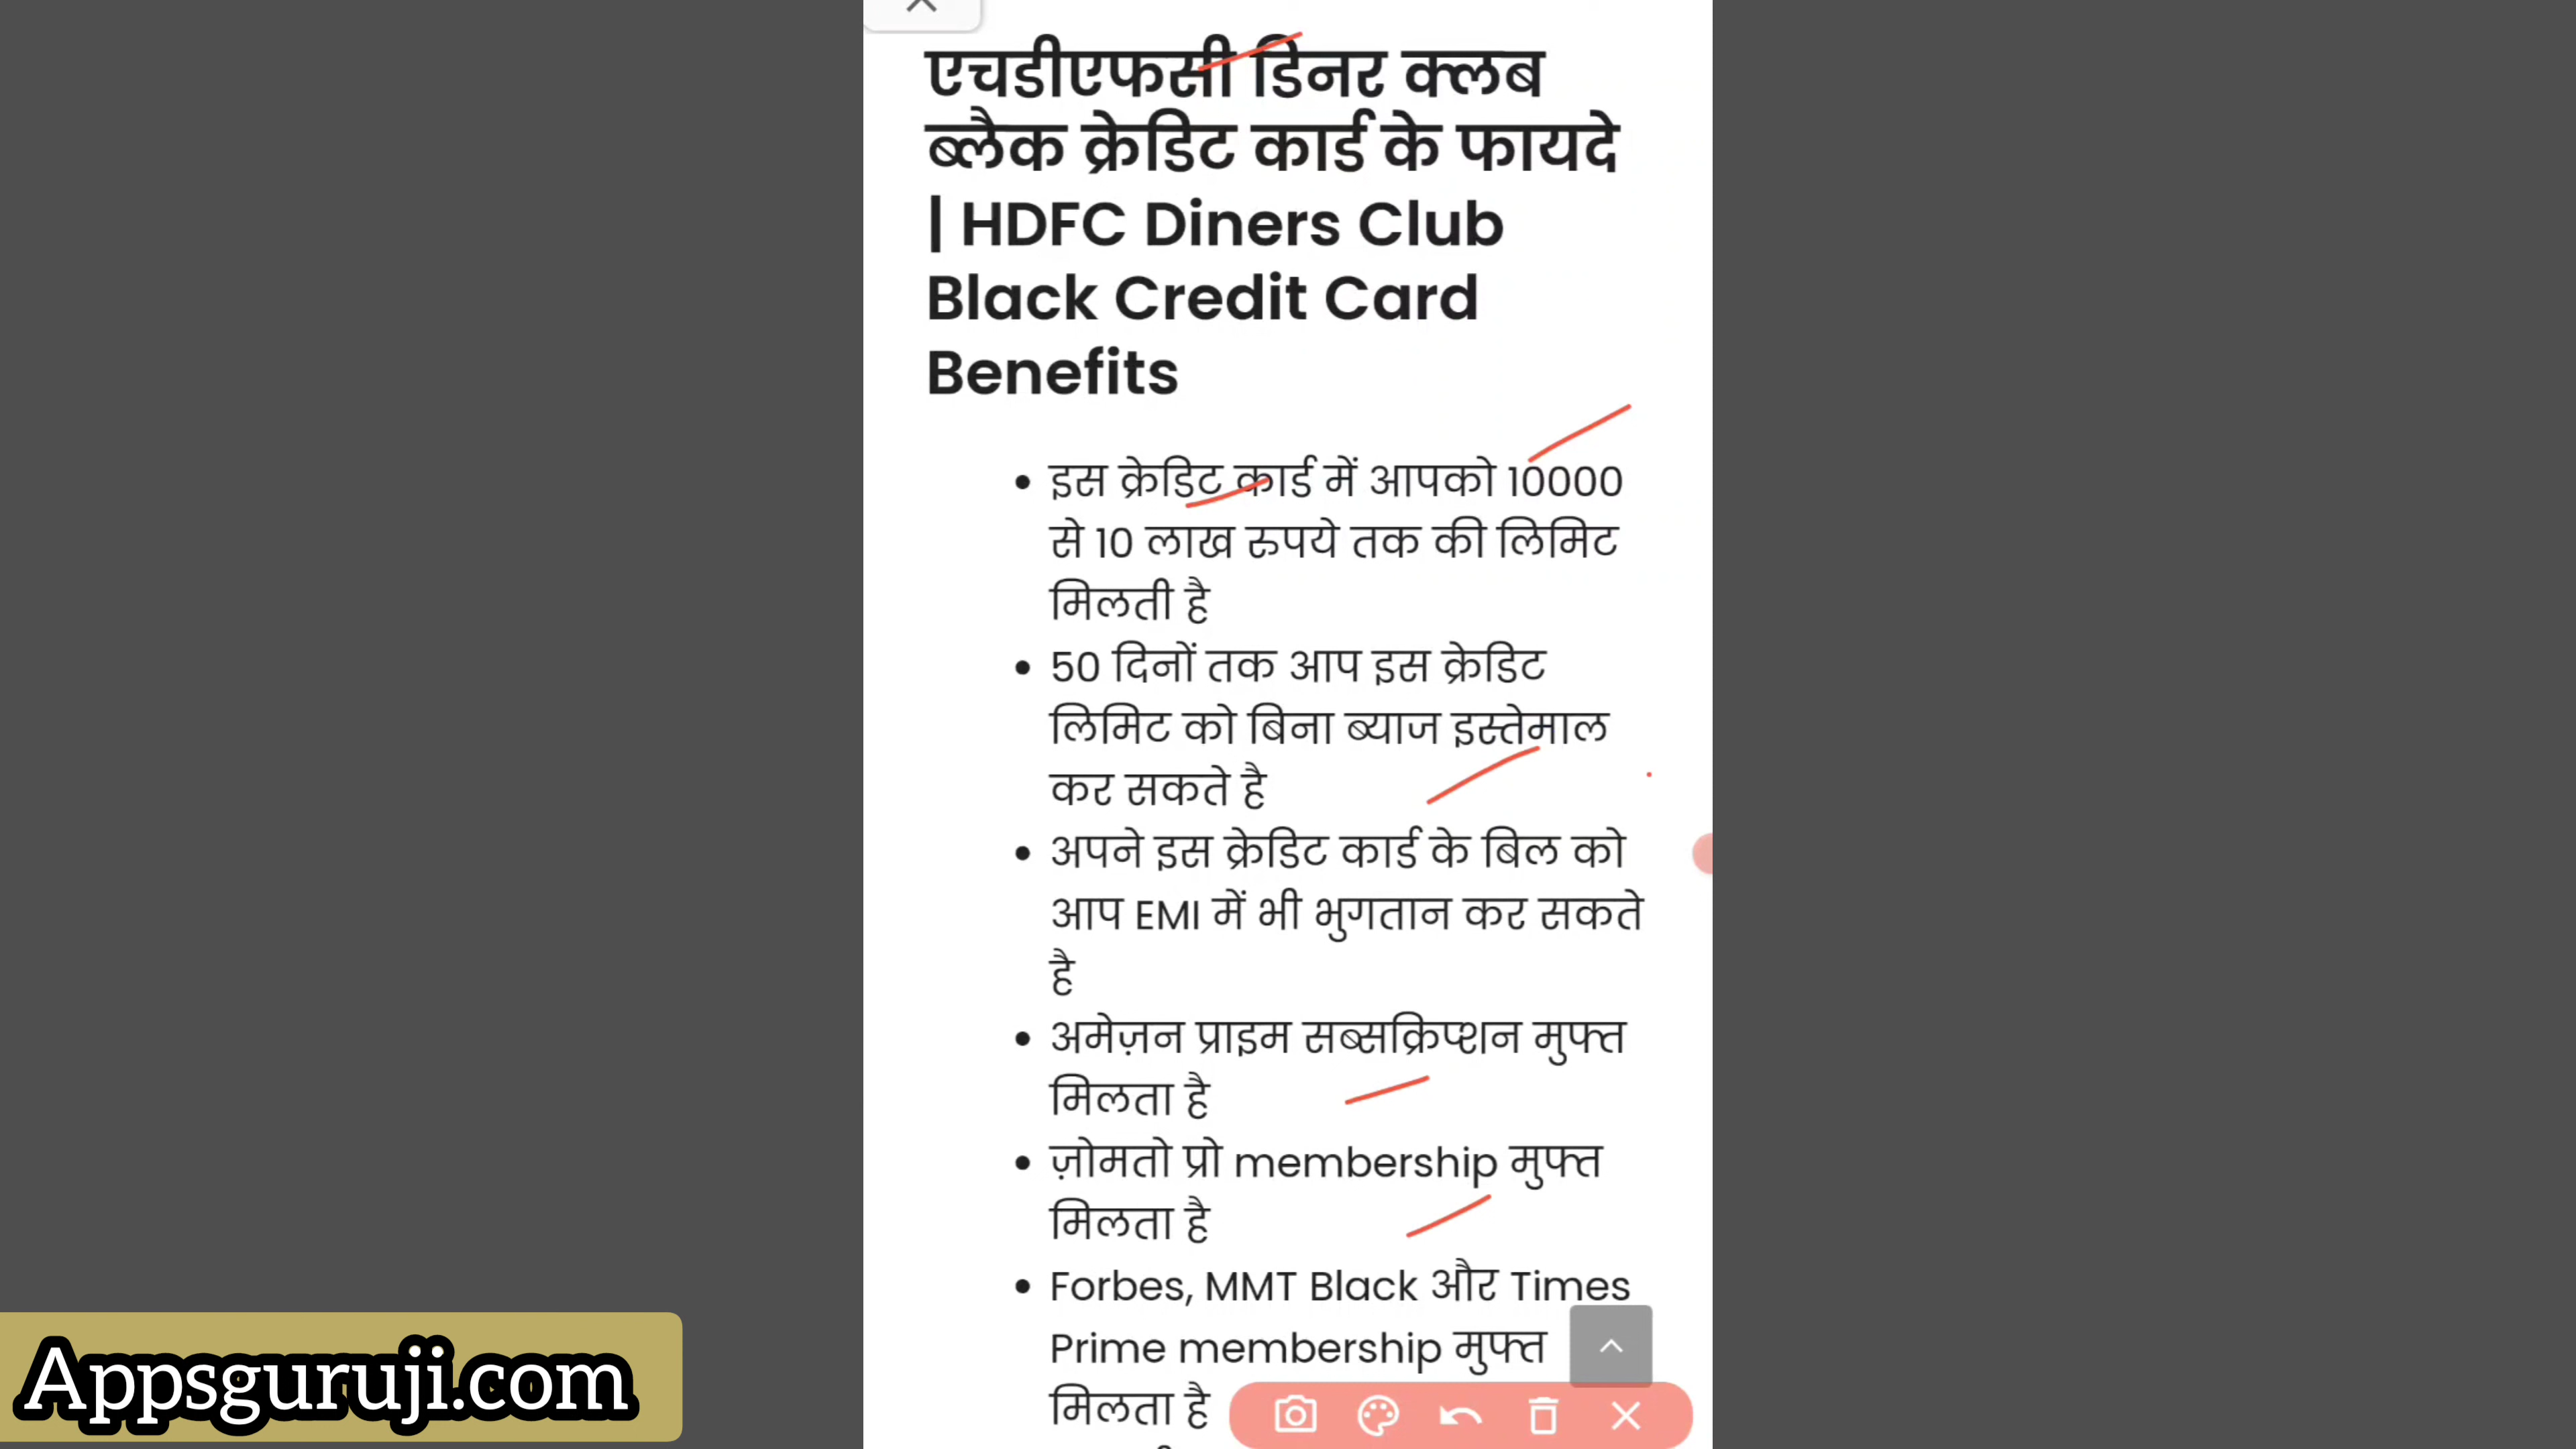 एचडीएफसी डिनर क्लब
ब्लैक क्रेडिट कार्ड के फायदे
| HDFC Diners Club
Black Credit Card
Benefits
• इस क्रेडिट कार्ड में आपको 10000
से 10 लाख रुपये तक की लिमिट
मिलती है
• 50 दिनों तक आप इस क्रेडिट
लिमिट को बिना ब्याज इस्तेमाल
कर सकते है
• अपने इस क्रेडिट कार्ड के बिल को
आप EMI में भी भुगतान कर सकते
है
• अमेज़न प्राइम सब्सक्रिप्शन मुफ्त
मिलता है
• ज़ोमतो प्रो membership मुफ्त
मिलता है
• Forbes, MMT Black और Times
Prime membership मुफ्त
मिलता है
Appsguruji.com